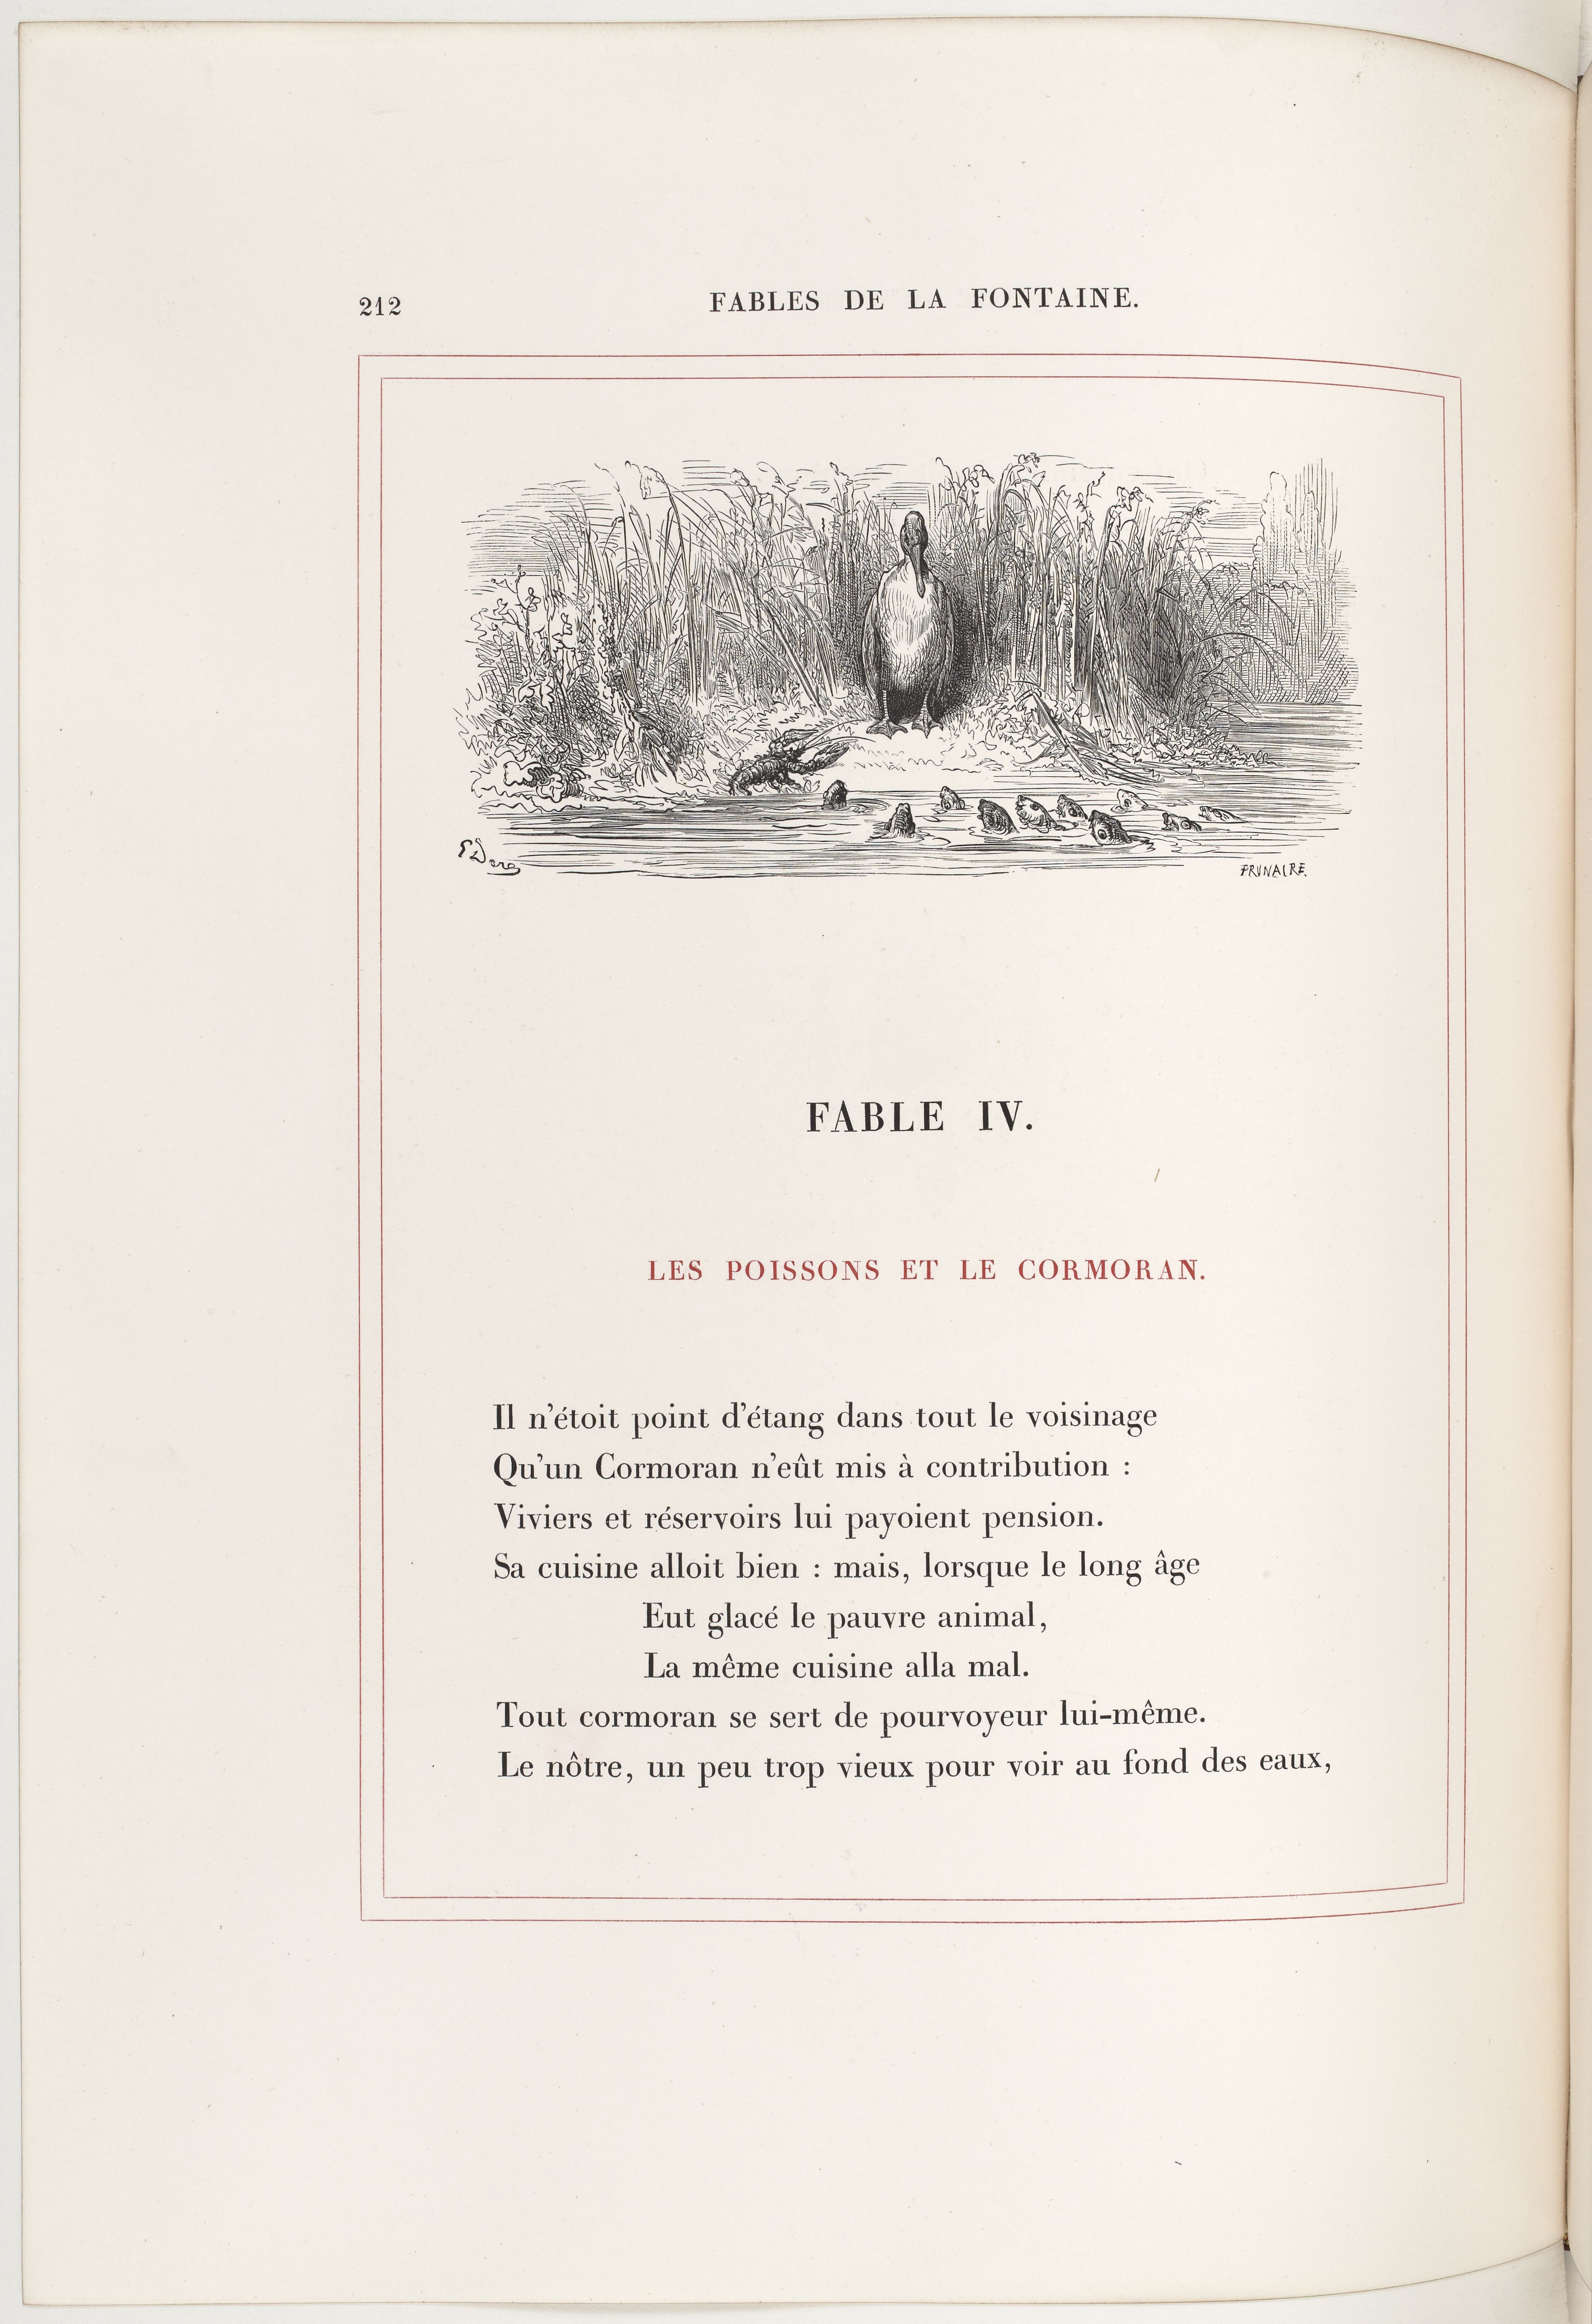 212
FABLES DE LA FONTAINE.
G Dore
PRUNAIRE.
FABLE IV.
LES POISSONS ET LE CORMORAN.
Il n'étoit point d'étang dans tout le voisinage
Qu'un Cormoran n'eût mis à contribution :
Viviers et réservoirs lui payoient pension.
Sa cuisine alloit bien : mais, lorsque le long âge
Eut glacé le pauvre animal,
La même cuisine alla mal.
Tout cormoran se sert de pourvoyeur lui-même.
Le nôtre, un peu trop vieux pour voir au fond des eaux,